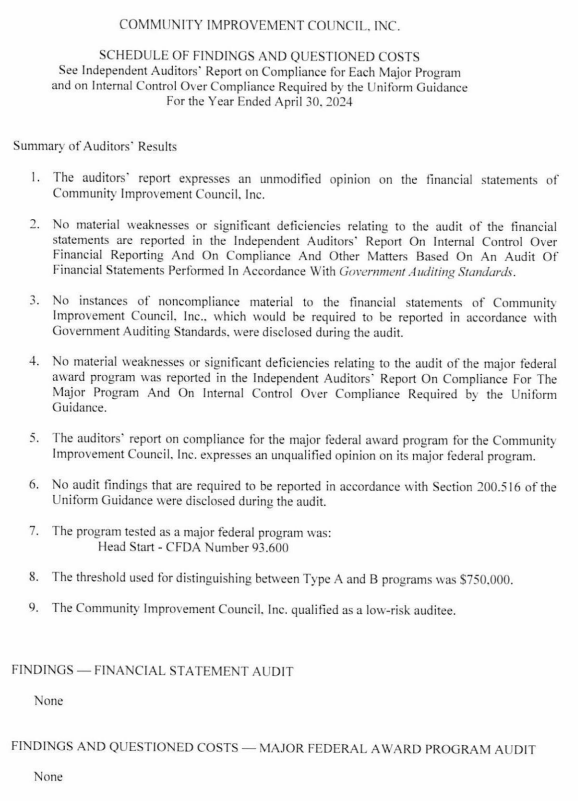 COMMUNITY IMPROVEMENT COUNCIL, INC.
SCHEDULE OF FINDINGS AND QUESTIONED COSTS
See Independent Auditors' Report on Compliance for Each Major Program
and on Internal Control Over Compliance Required by the Uniform Guidance
For the Year Ended April 30, 2024
Summary of Auditors' Results
1. The auditors' report expresses an unmodified opinion on the financial statements of
Community Improvement Council, Inc.
2. No material weaknesses or significant deficiencies relating to the audit of the financial
statements are reported in the Independent Auditors' Report On Internal Control Over
Financial Reporting And On Compliance And Other Matters Based On An Audit Of
Financial Statements Performed In Accordance With Government Auditing Standards.
3. No instances of noncompliance material to the financial statements of Community
Improvement Council, Inc., which would be required to be reported in accordance with
Government Auditing Standards, were disclosed during the audit.
4. No material weaknesses or significant deficiencies relating to the audit of the major federal
award program was reported in the Independent Auditors' Report On Compliance For The
Major Program And On Internal Control Over Compliance Required by the Uniform
Guidance.
5. The auditors' report on compliance for the major federal award program for the Community
Improvement Council, Inc. expresses an unqualified opinion on its major federal program.
6. No audit findings that are required to be reported in accordance with Section 200.516 of the
Uniform Guidance were disclosed during the audit.
7. The program tested as a major federal program was:
Head Start - CFDA Number 93.600
8. The threshold used for distinguishing between Type A and B programs was $750,000.
9. The Community Improvement Council, Inc. qualified as a low-risk auditee.
FINDINGS — FINANCIAL STATEMENT AUDIT
None
FINDINGS AND QUESTIONED COSTS — MAJOR FEDERAL AWARD PROGRAM AUDIT
None